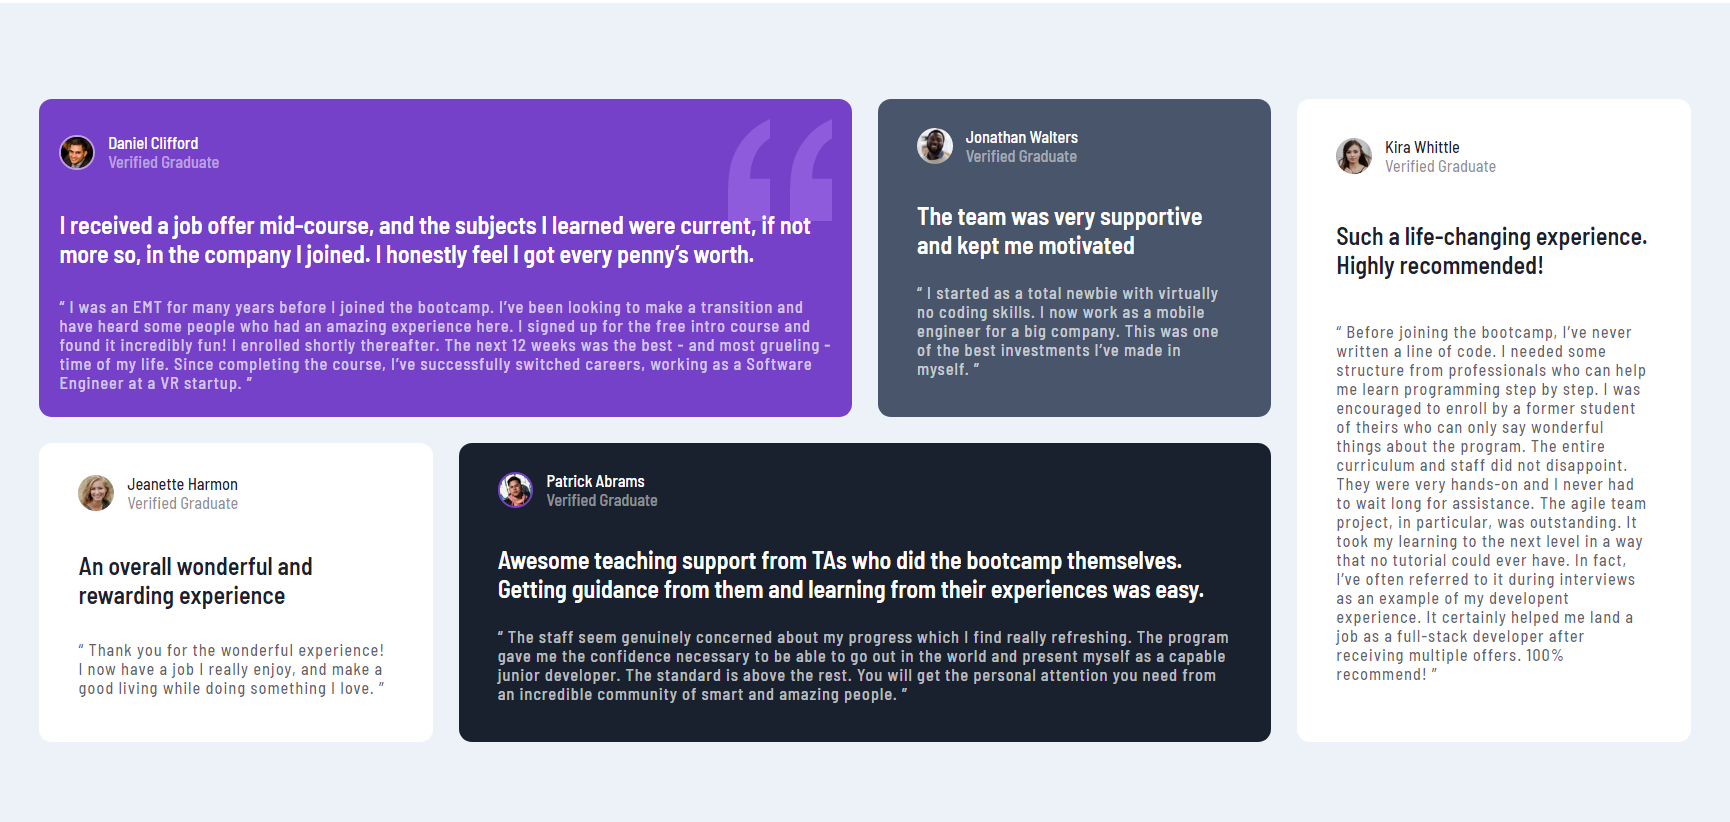 Daniel Clifford
Verified Graduate
I received a job offer mid-course, and the subjects I learned were current, if not
more so, in the company I joined. I honestly feel I got every penny’s worth.
“ I was an EMT for many years before I joined the bootcamp. I’ve been looking to make a transition and
have heard some people who had an amazing experience here. I signed up for the free intro course and
found it incredibly fun! I enrolled shortly thereafter. The next 12 weeks was the best - and most grueling -
time of my life. Since completing the course, I’ve successfully switched careers, working as a Software
Engineer at a VR startup. ”
Jonathan Walters
Verified Graduate
The team was very supportive
and kept me motivated
“ I started as a total newbie with virtually
no coding skills. I now work as a mobile
engineer for a big company. This was one
of the best investments I’ve made in
myself. ”
Kira Whittle
Verified Graduate
Such a life-changing experience.
Highly recommended!
“ Before joining the bootcamp, I’ve never
written a line of code. I needed some
structure from professionals who can help
me learn programming step by step. I was
encouraged to enroll by a former student
of theirs who can only say wonderful
things about the program. The entire
curriculum and staff did not disappoint.
They were very hands-on and I never had
to wait long for assistance. The agile team
project, in particular, was outstanding. It
took my learning to the next level in a way
that no tutorial could ever have. In fact,
I’ve often referred to it during interviews
as an example of my developent
experience. It certainly helped me land a
job as a full-stack developer after
receiving multiple offers. 100%
recommend! ”
Jeanette Harmon
Verified Graduate
An overall wonderful and
rewarding experience
“ Thank you for the wonderful experience!
I now have a job I really enjoy, and make a
good living while doing something I love. ”
Patrick Abrams
Verified Graduate
Awesome teaching support from TAs who did the bootcamp themselves.
Getting guidance from them and learning from their experiences was easy.
“ The staff seem genuinely concerned about my progress which I find really refreshing. The program
gave me the confidence necessary to be able to go out in the world and present myself as a capable
junior developer. The standard is above the rest. You will get the personal attention you need from
an incredible community of smart and amazing people. ”